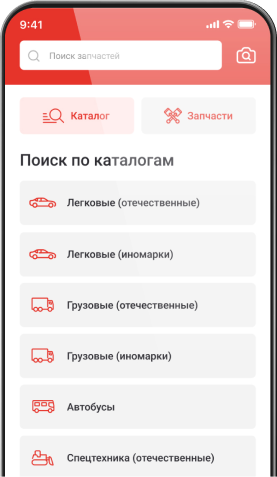 9:41
Поиск запчастей
Каталог
Запчасти
Поиск по каталогам
Легковые (отечественные)
Легковые (иномарки)
Грузовые (отечественные)
Грузовые (иномарки)
Автобусы
Спецтехника (отечественные)